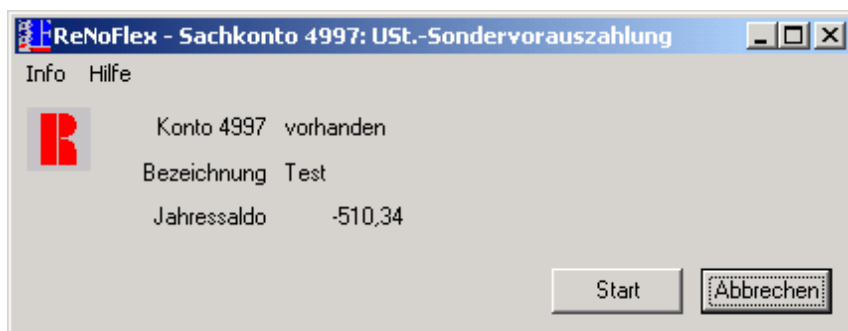 ReNoFlex - Sachkonto 4997: USt.-Sondervorauszahlung
Info Hilfe
Konto 4997 vorhanden
Bezeichnung Test
Jahressaldo -510,34
Start Abbrechen